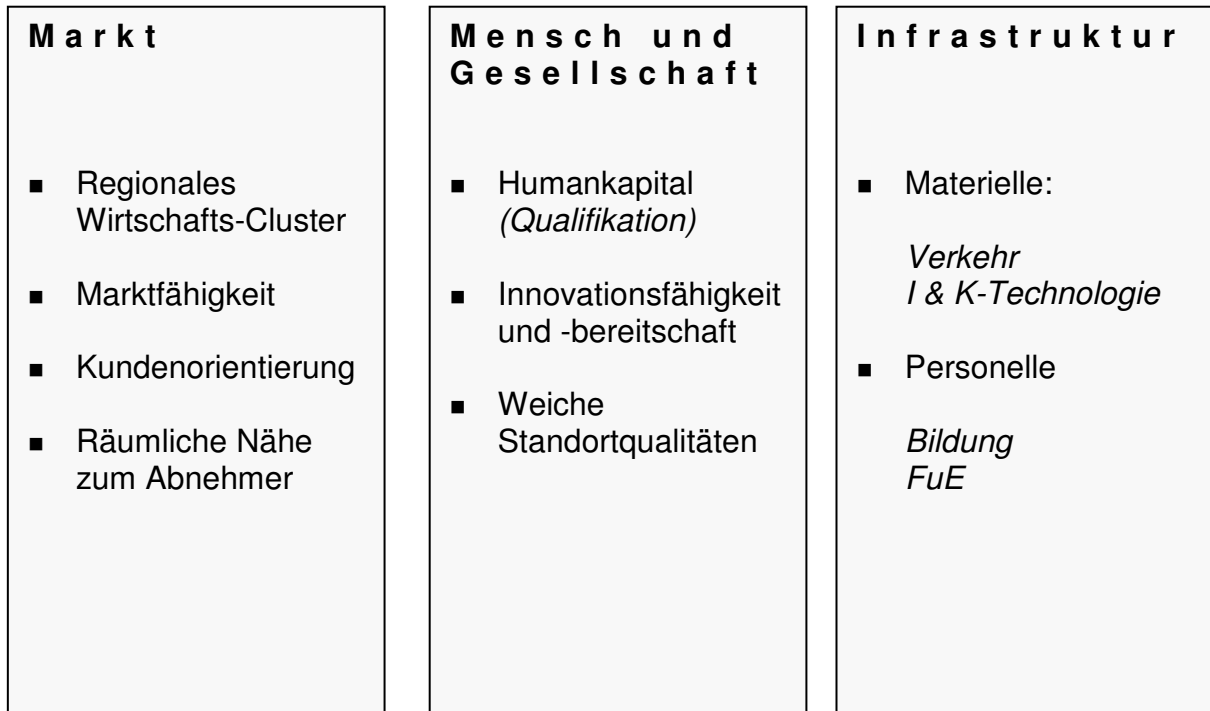 Markt
■ Regionales
Wirtschafts-Cluster
■ Marktfähigkeit
■ Kundenorientierung
■ Räumliche Nähe
zum Abnehmer
Mensch und
Gesellschaft
■ Humankapital
(Qualifikation)
■ Innovationsfähigkeit
und -bereitschaft
■ Weiche
Standortqualitäten
Infrastruktur
■ Materielle:
Verkehr
I & K-Technologie
■ Personelle
Bildung
FuE